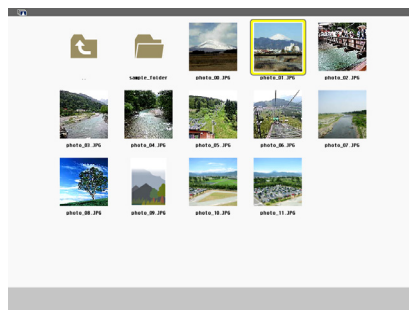 ..
sample_folder
photo_00.JPG
photo_01.JPG
photo_02.JPG
photo_03.JPG
photo_04.JPG
photo_05.JPG
photo_06.JPG
photo_07.JPG
photo_08.JPG
photo_09.JPG
photo_10.JPG
photo_11.JPG